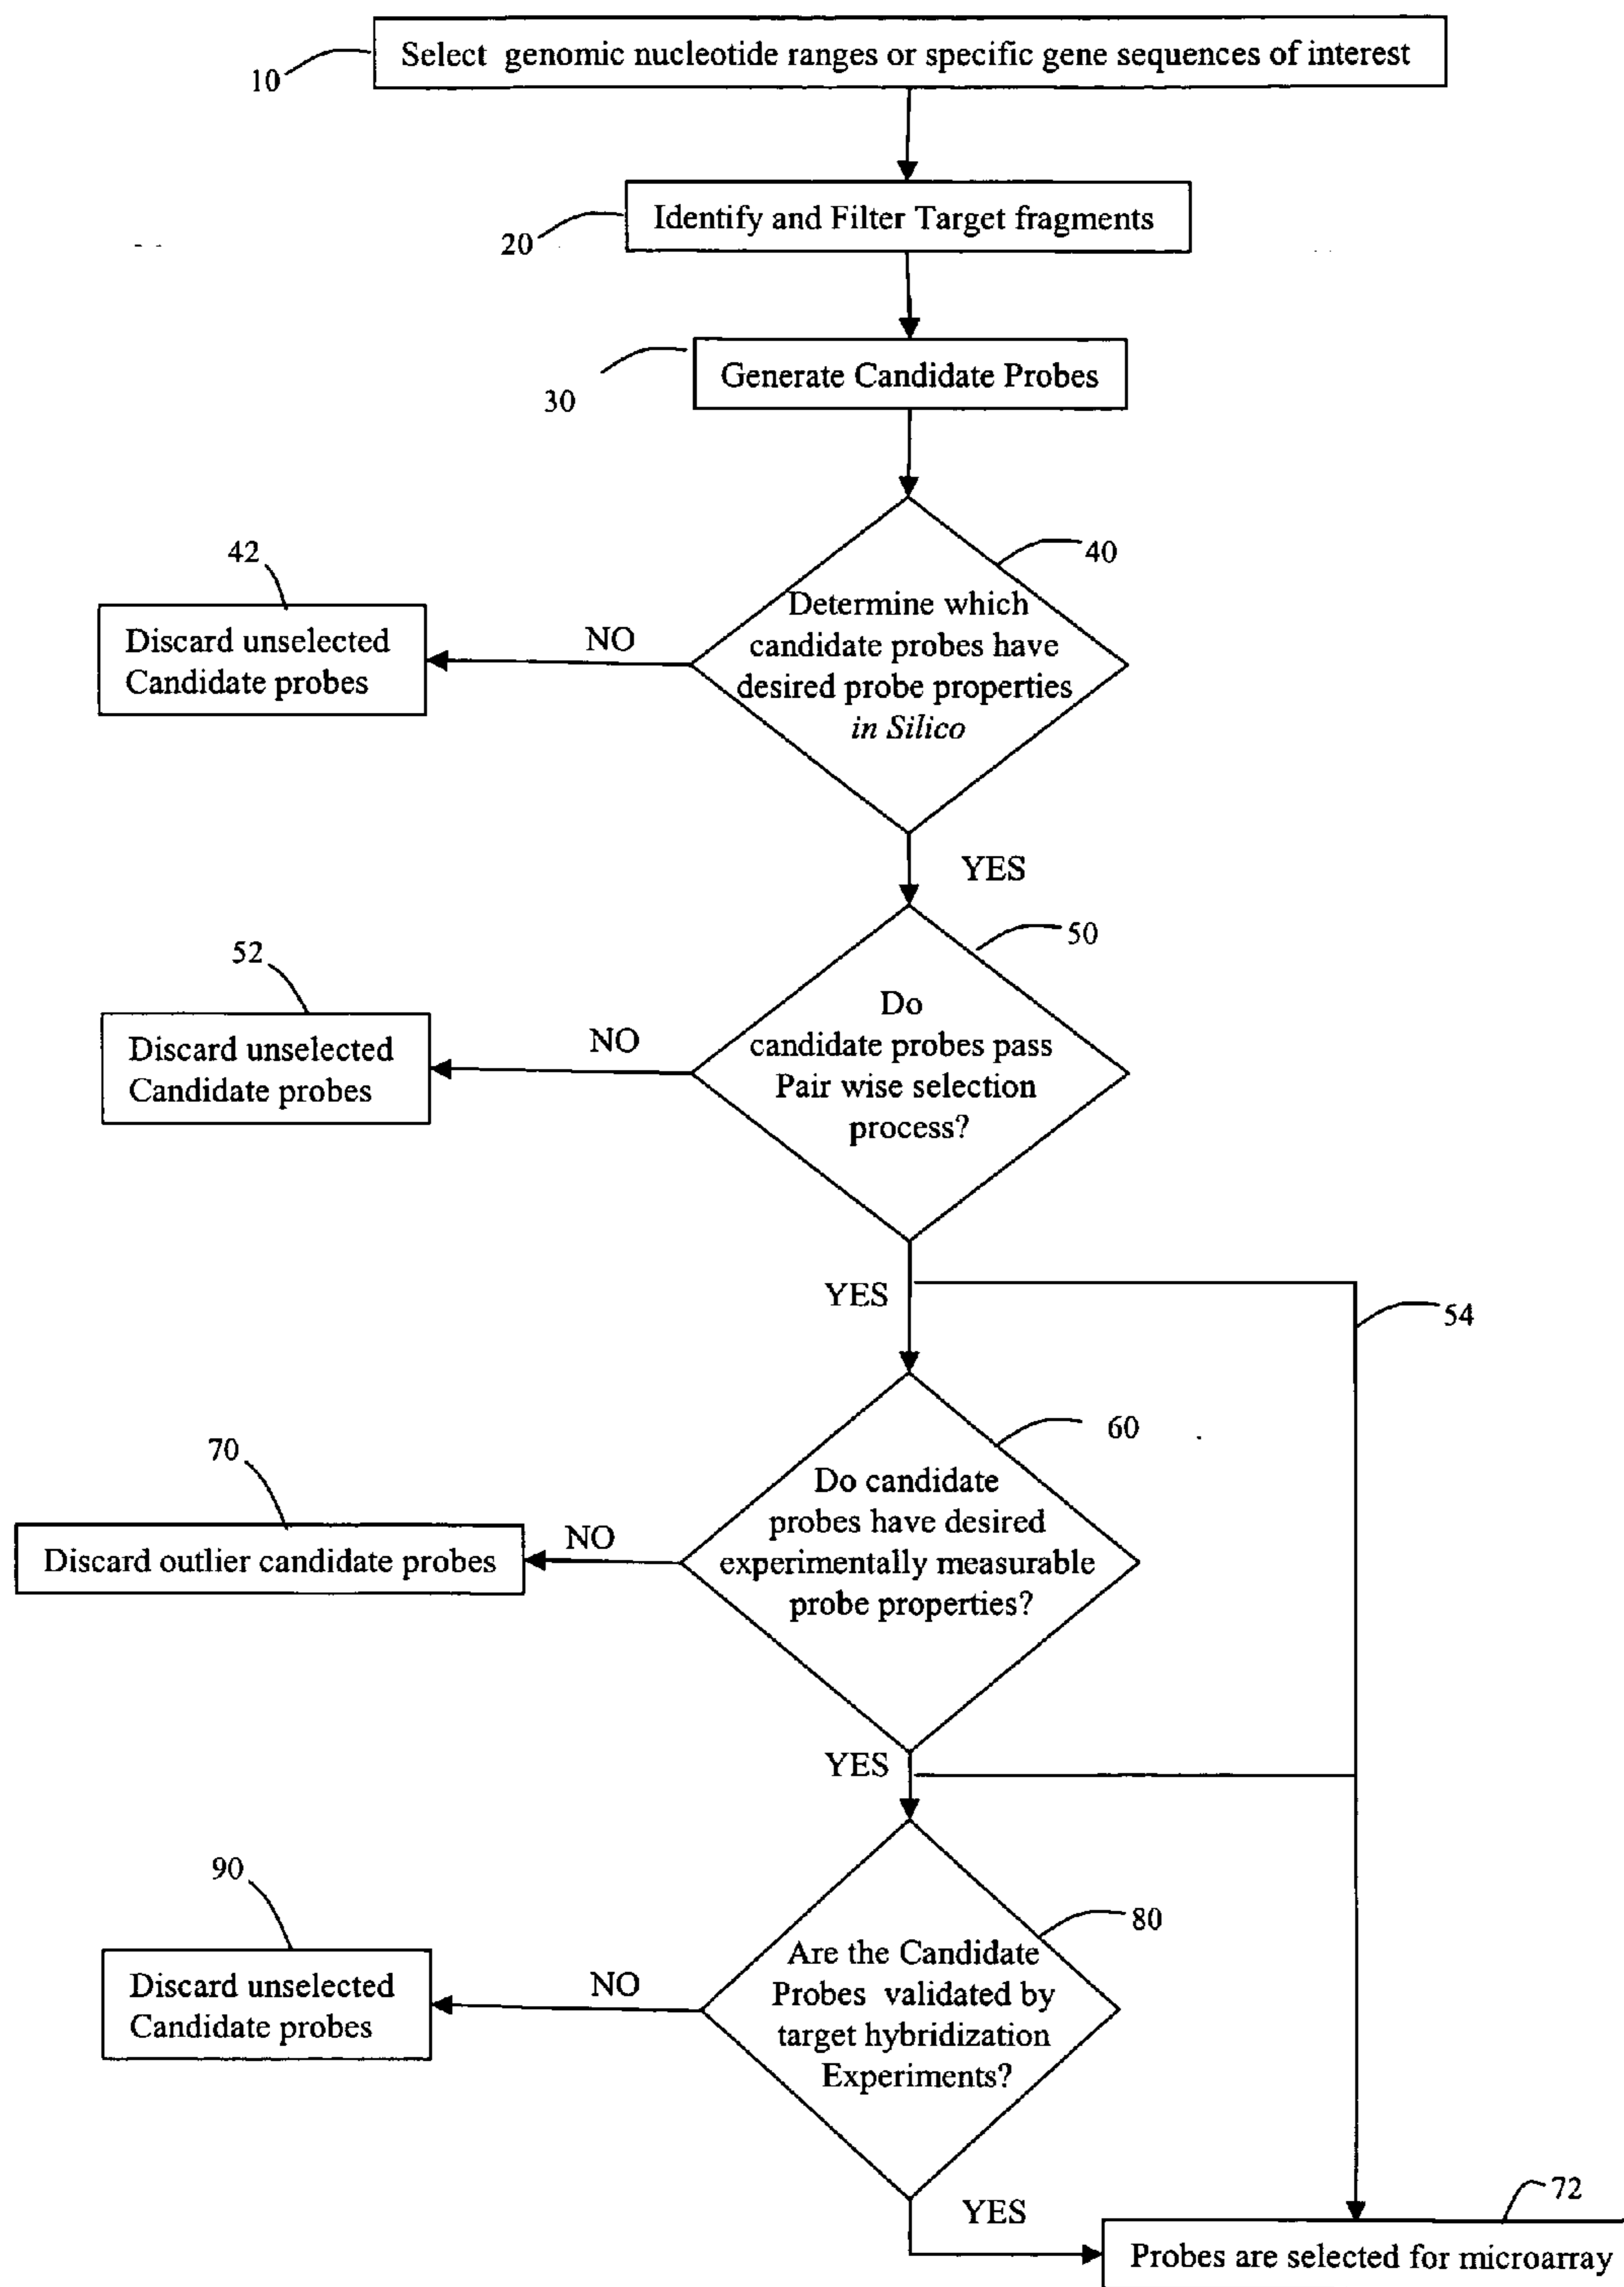 Select genomic nucleotide ranges or specific gene sequences of interest
10
Identify and Filter Target fragments
20
Generate Candidate Probes
30
42
40
Determine which
candidate probes have
desired probe properties
in Silico
NO
Discard unselected
Candidate probes
YES
52
50
Do
candidate probes pass
Pair wise selection
process?
NO
Discard unselected
Candidate probes
YES
54
60
70
Do candidate
probes have desired
experimentally measurable
probe properties?
NO
Discard outlier candidate probes
YES
90
80
Are the Candidate
Probes validated by
target hybridization
Experiments?
NO
Discard unselected
Candidate probes
YES
72
Probes are selected for microarray